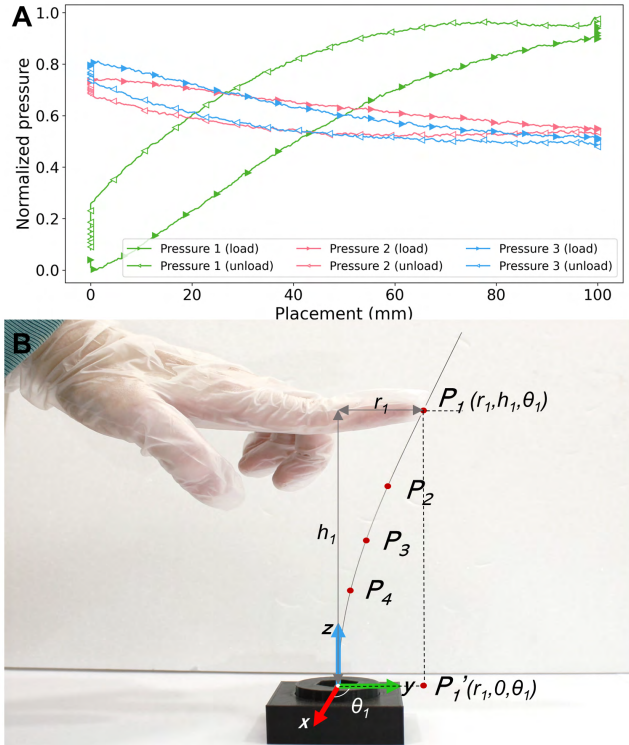 A
Normalized pressure
1.0
0.8
0.6
0.4
0.2
0.0
Pressure 1 (load)
Pressure 1 (unload)
Pressure 2 (load)
Pressure 2 (unload)
Pressure 3 (load)
Pressure 3 (unload)
0 20 40 60 80 100
Placement (mm)
B
r₁
P₁ (r₁,h₁,θ₁)
P₂
h₁
P₃
P₄
z
y
P₁’(r₁,0,θ₁)
θ₁
x